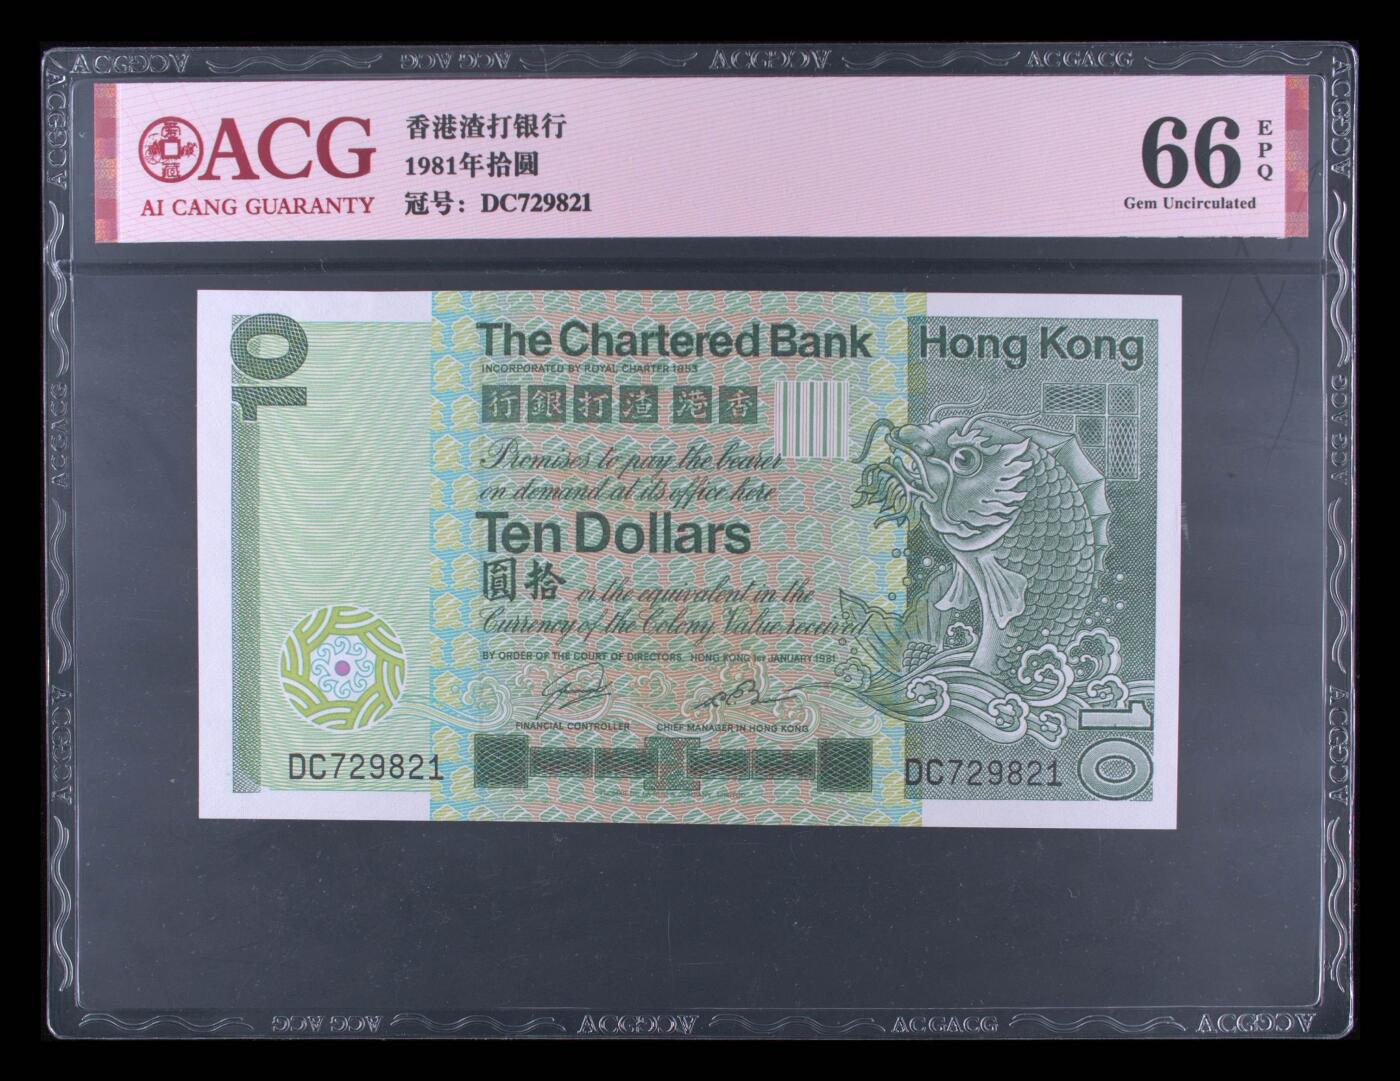 ACG
AI CANG GUARANTY
香港渣打银行
1981年拾圆
冠号：DC729821
66
EPQ
Gem Uncirculated
10
The Chartered Bank
Hong Kong
INCORPORATED BY ROYAL CHARTER 1853
行銀打渣 港香
Promises to pay the bearer
on demand at its office here
Ten Dollars
圓拾
or the equivalent in the
Currency of the Colony Value received
BY ORDER OF THE COURT OF DIRECTORS. HONG KONG 1ST JANUARY 1981
FINANCIAL CONTROLLER
CHIEF MANAGER IN HONG KONG
DC729821
DC729821
10